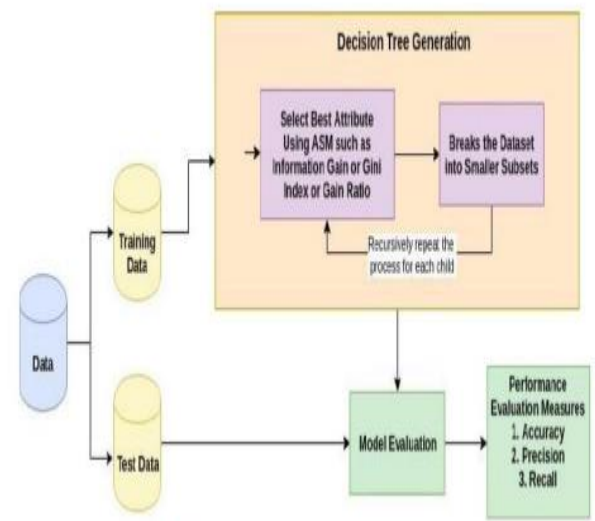 Decision Tree Generation
Select Best Attribute
Using ASM such as
Information Gain or Gini
Index or Gain Ratio
Breaks the Dataset
into Smaller Subsets
Recursively repeat the
process for each child
Training
Data
Data
Test Data
Model Evaluation
Performance
Evaluation Measures
1. Accuracy
2. Precision
3. Recall